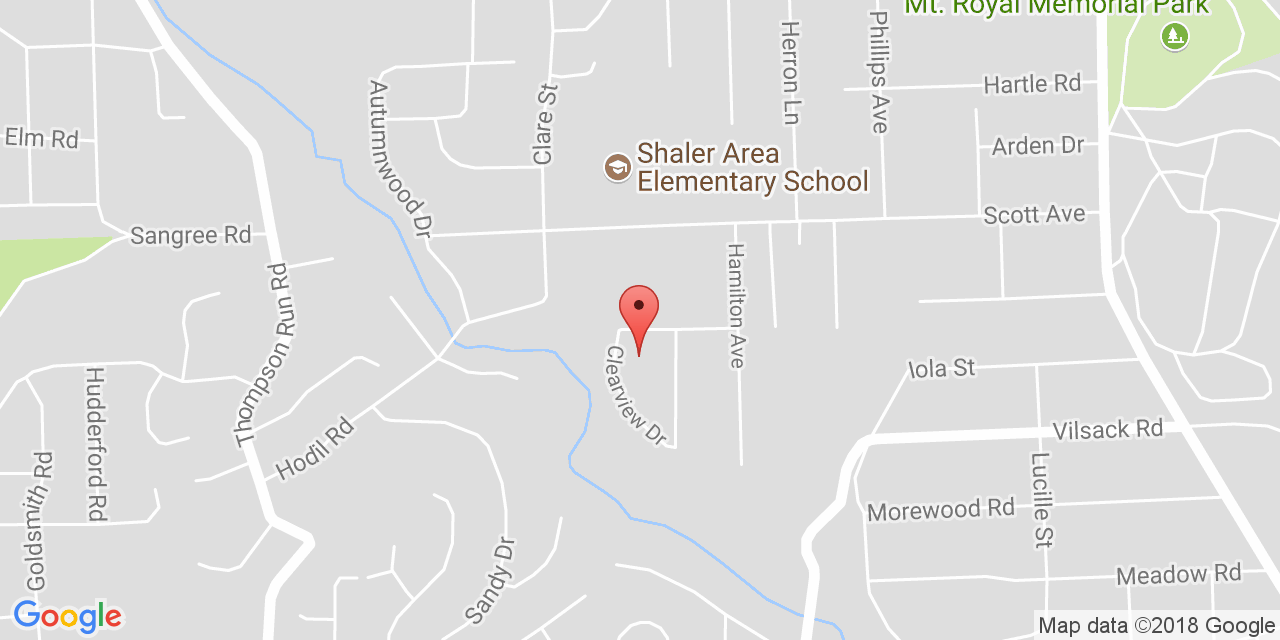 Mt. Royal Memorial Park
Phillips Ave
Herron Ln
Hartle Rd
Autumnwood Dr
Clare St
Elm Rd
Arden Dr
Shaler Area
Elementary School
Scott Ave
Sangree Rd
Hamilton Ave
Thompson Run Rd
Clearview Dr
Iola St
Hudderford Rd
Vilsack Rd
Hodil Rd
Goldsmith Rd
Lucille St
Morewood Rd
Sandy Dr
Meadow Rd
Google
Map data ©2018 Google